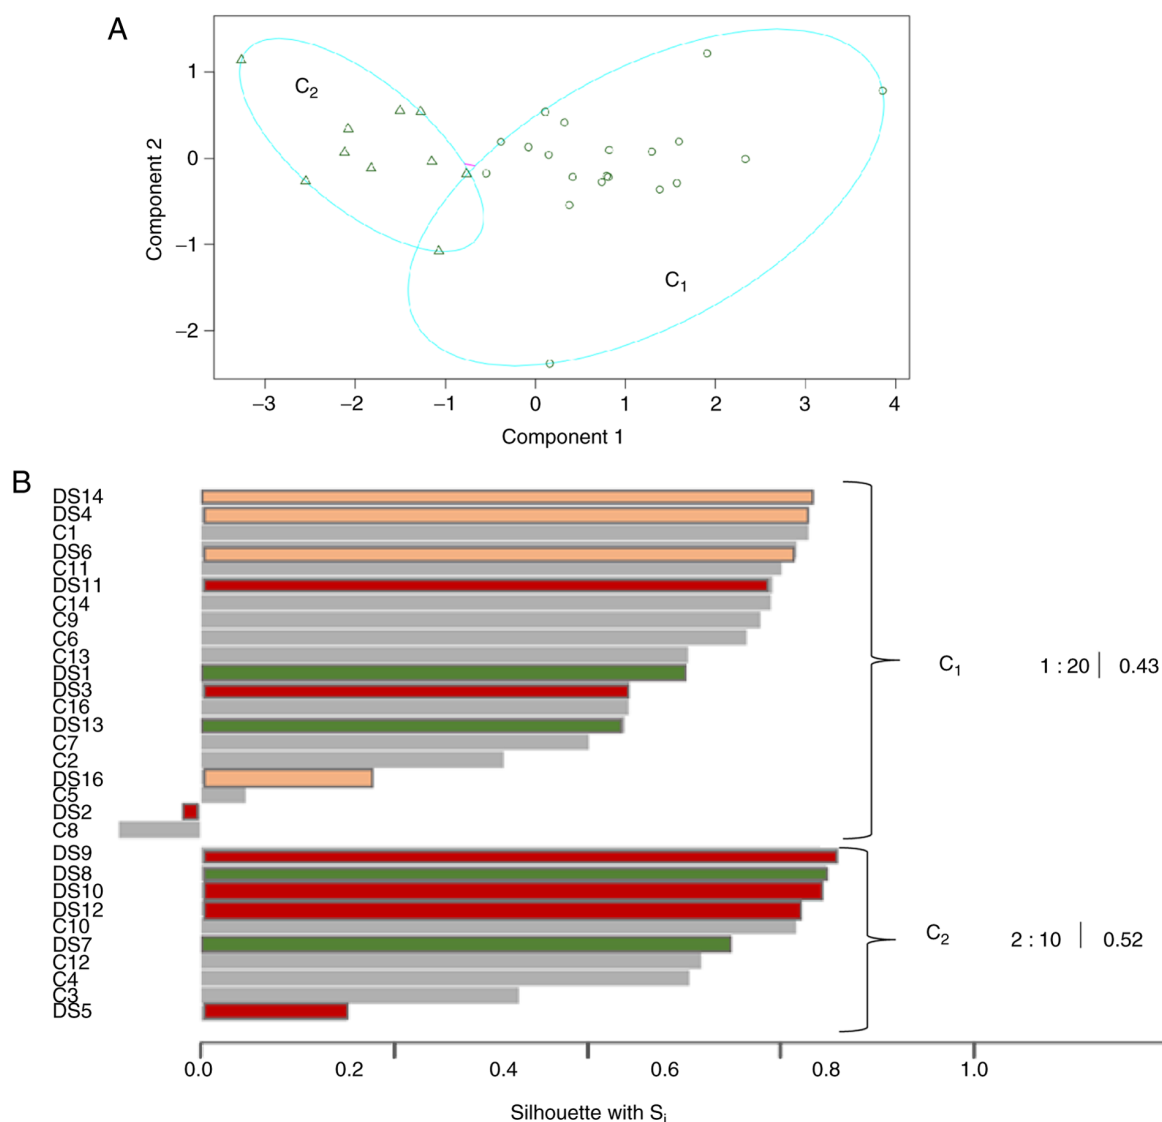 A
1
0
−1
−2
Component 2
C2
C1
−3 −2 −1 0 1 2 3 4
Component 1
B
DS14
DS4
C1
DS6
C11
DS11
C14
C9
C6
C13
DS1
DS3
C16
DS13
C7
C2
DS16
C5
DS2
C8
C1 1 : 20 | 0.43
DS9
DS8
DS10
DS12
C10
DS7
C12
C4
C3
DS5
C2 2 : 10 | 0.52
0.0 0.2 0.4 0.6 0.8 1.0
Silhouette with Si